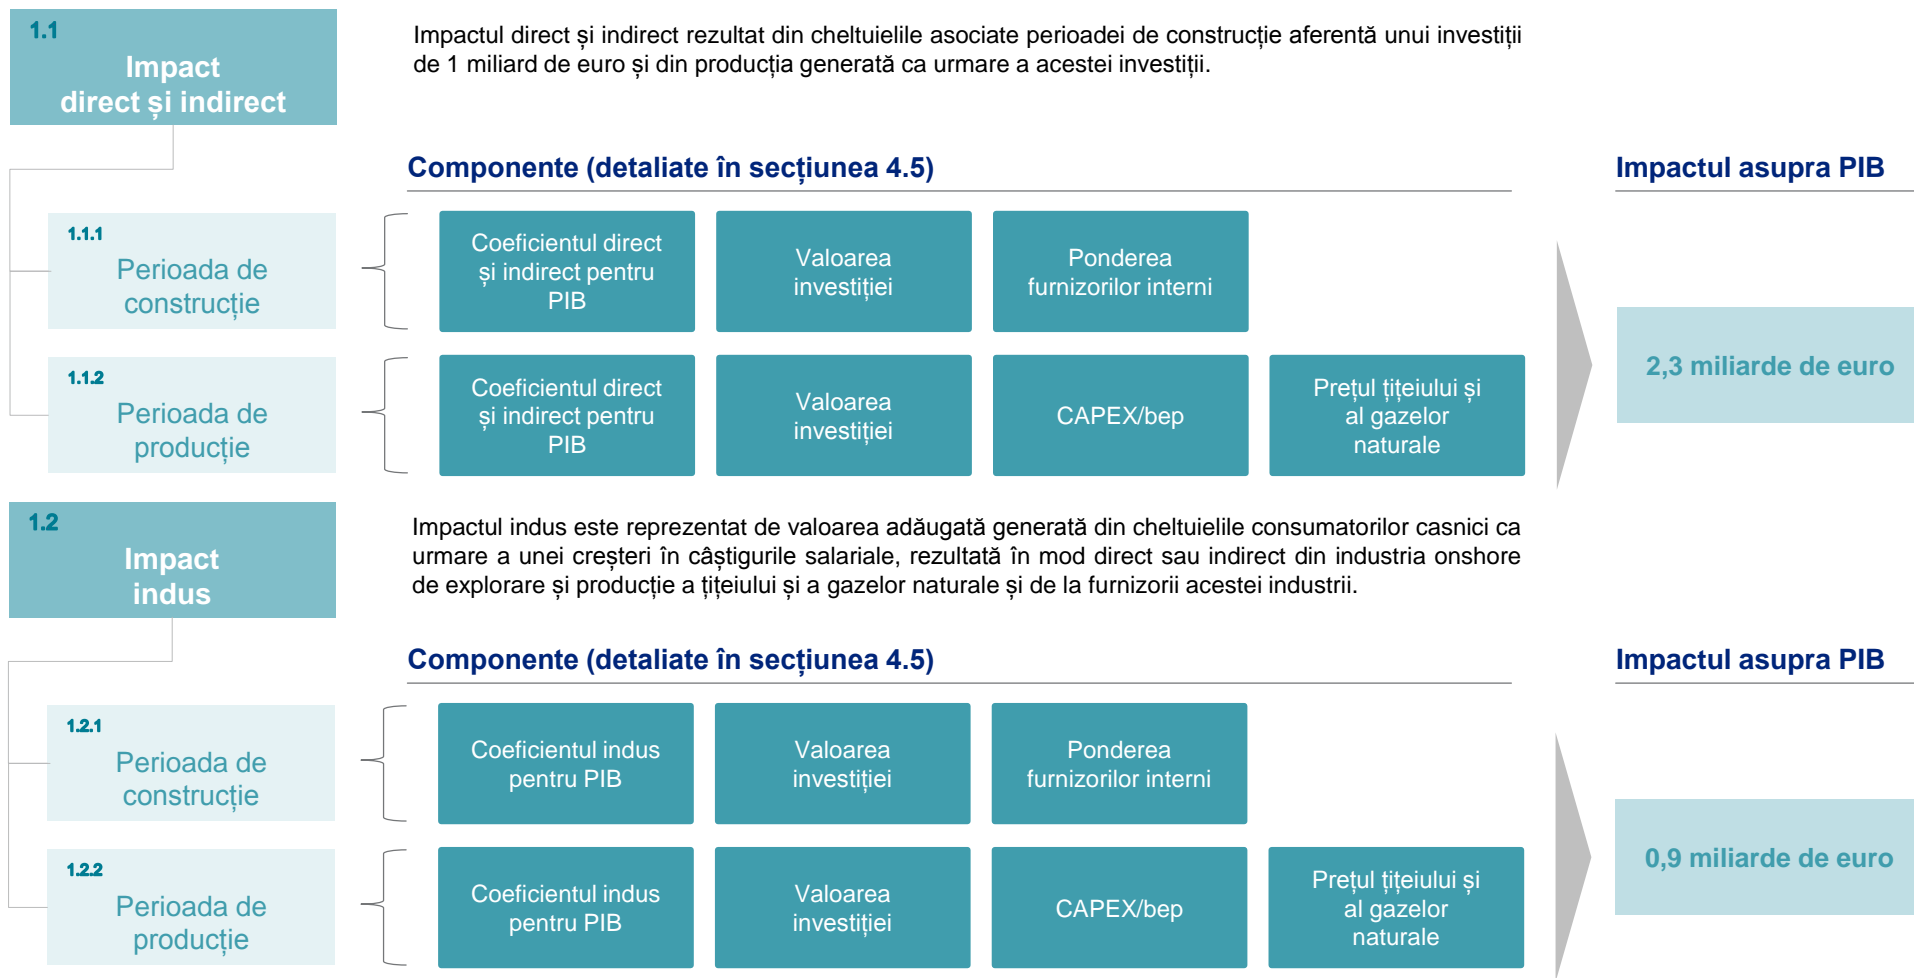 1.1
Impact
direct și indirect
Impactul direct și indirect rezultat din cheltuielile asociate perioadei de construcție aferentă unui investiții
de 1 miliard de euro și din producția generată ca urmare a acestei investiții.
Componente (detaliate în secțiunea 4.5)
Impactul asupra PIB
1.1.1
Perioada de
construcție
Coeficientul direct
și indirect pentru
PIB
Valoarea
investiției
Ponderea
furnizorilor interni
1.1.2
Perioada de
producție
Coeficientul direct
și indirect pentru
PIB
Valoarea
investiției
CAPEX/bep
Prețul țițeiului și
al gazelor
naturale
2,3 miliarde de euro
1.2
Impact
indus
Impactul indus este reprezentat de valoarea adăugată generată din cheltuielile consumatorilor casnici ca
urmare a unei creșteri în câștigurile salariale, rezultată în mod direct sau indirect din industria onshore
de explorare și producție a țițeiului și a gazelor naturale și de la furnizorii acestei industrii.
Componente (detaliate în secțiunea 4.5)
Impactul asupra PIB
1.2.1
Perioada de
construcție
Coeficientul indus
pentru PIB
Valoarea
investiției
Ponderea
furnizorilor interni
1.2.2
Perioada de
producție
Coeficientul indus
pentru PIB
Valoarea
investiției
CAPEX/bep
Prețul țițeiului și
al gazelor
naturale
0,9 miliarde de euro